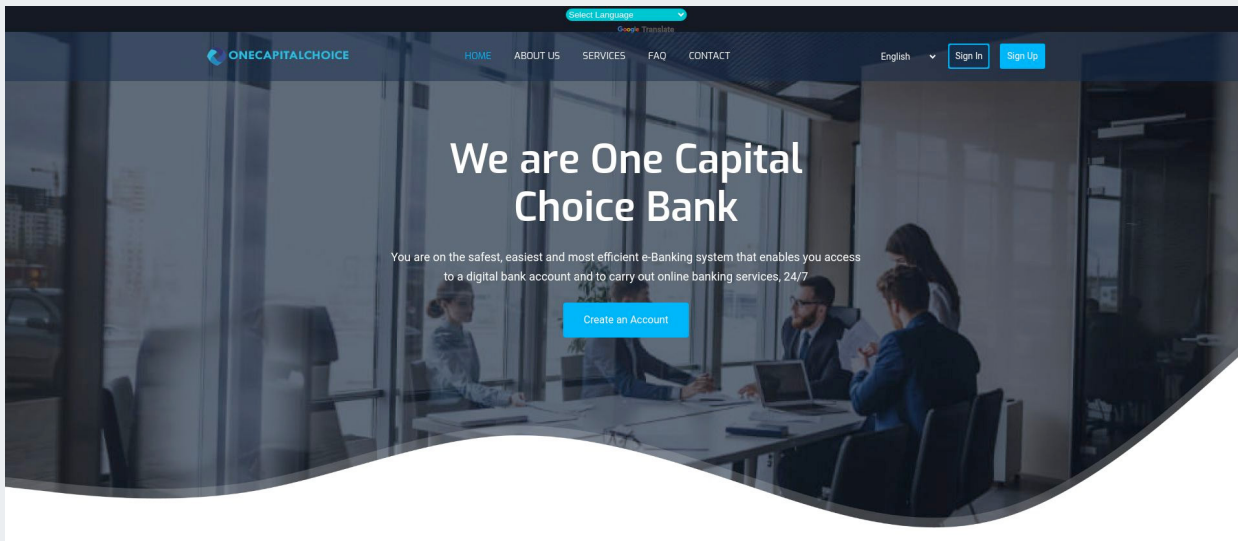 Select Language
Google Translate
ONECAPITALCHOICE
HOME ABOUT US SERVICES FAQ CONTACT
English Sign In Sign Up
We are One Capital
Choice Bank
You are on the safest, easiest and most efficient e-Banking system that enables you access
to a digital bank account and to carry out online banking services, 24/7
Create an Account